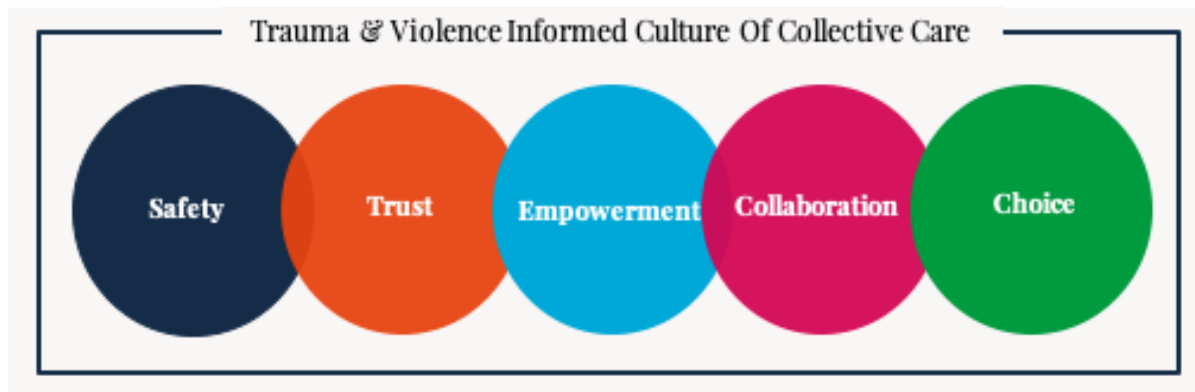 Trauma & Violence Informed Culture Of Collective Care
Safety
Trust
Empowerment
Collaboration
Choice